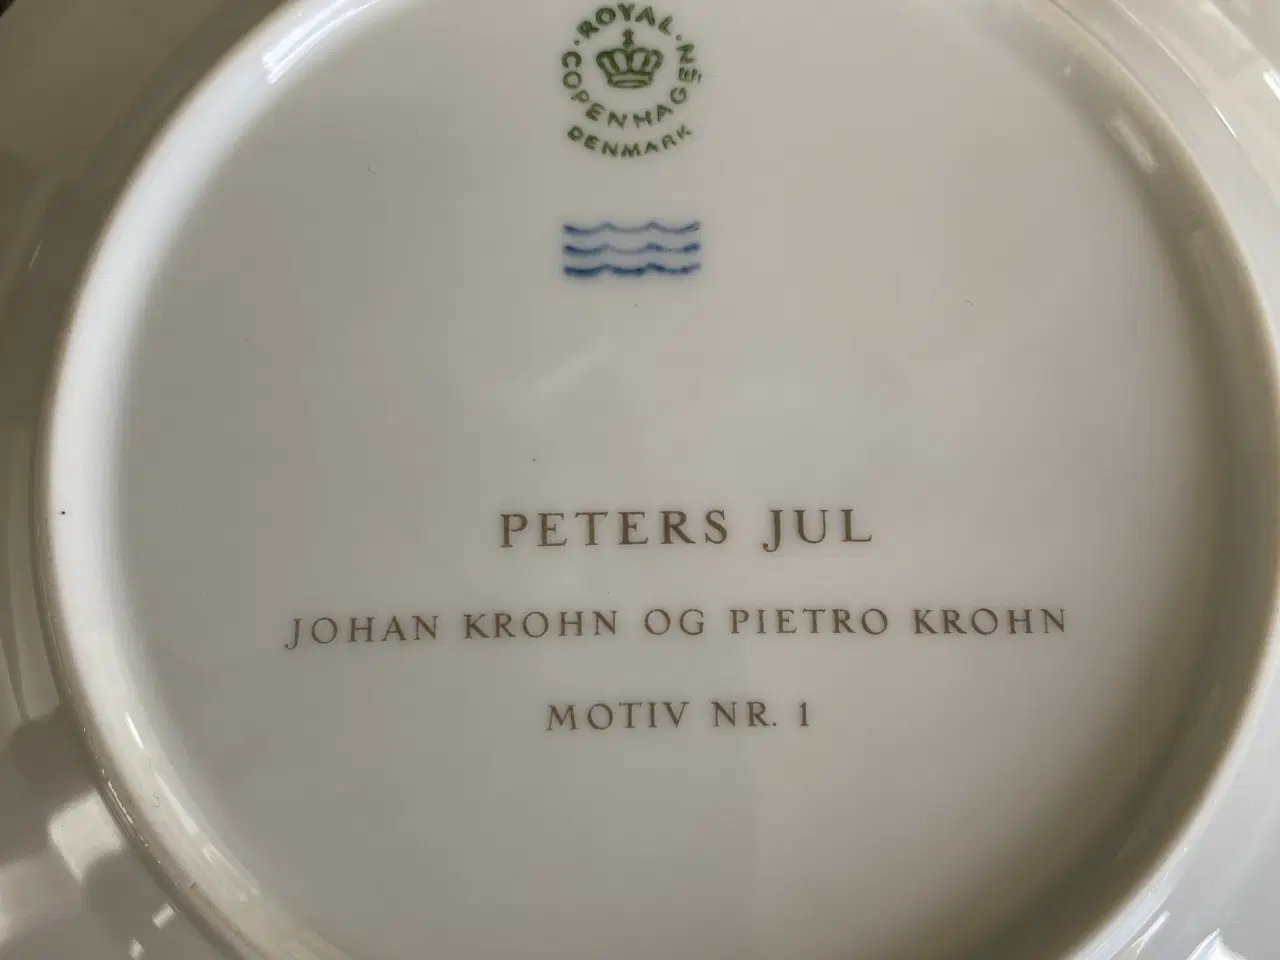 ROYAL COPENHAGEN
DENMARK
PETERS JUL
JOHAN KROHN OG PIETRO KROHN
MOTIV NR. 1